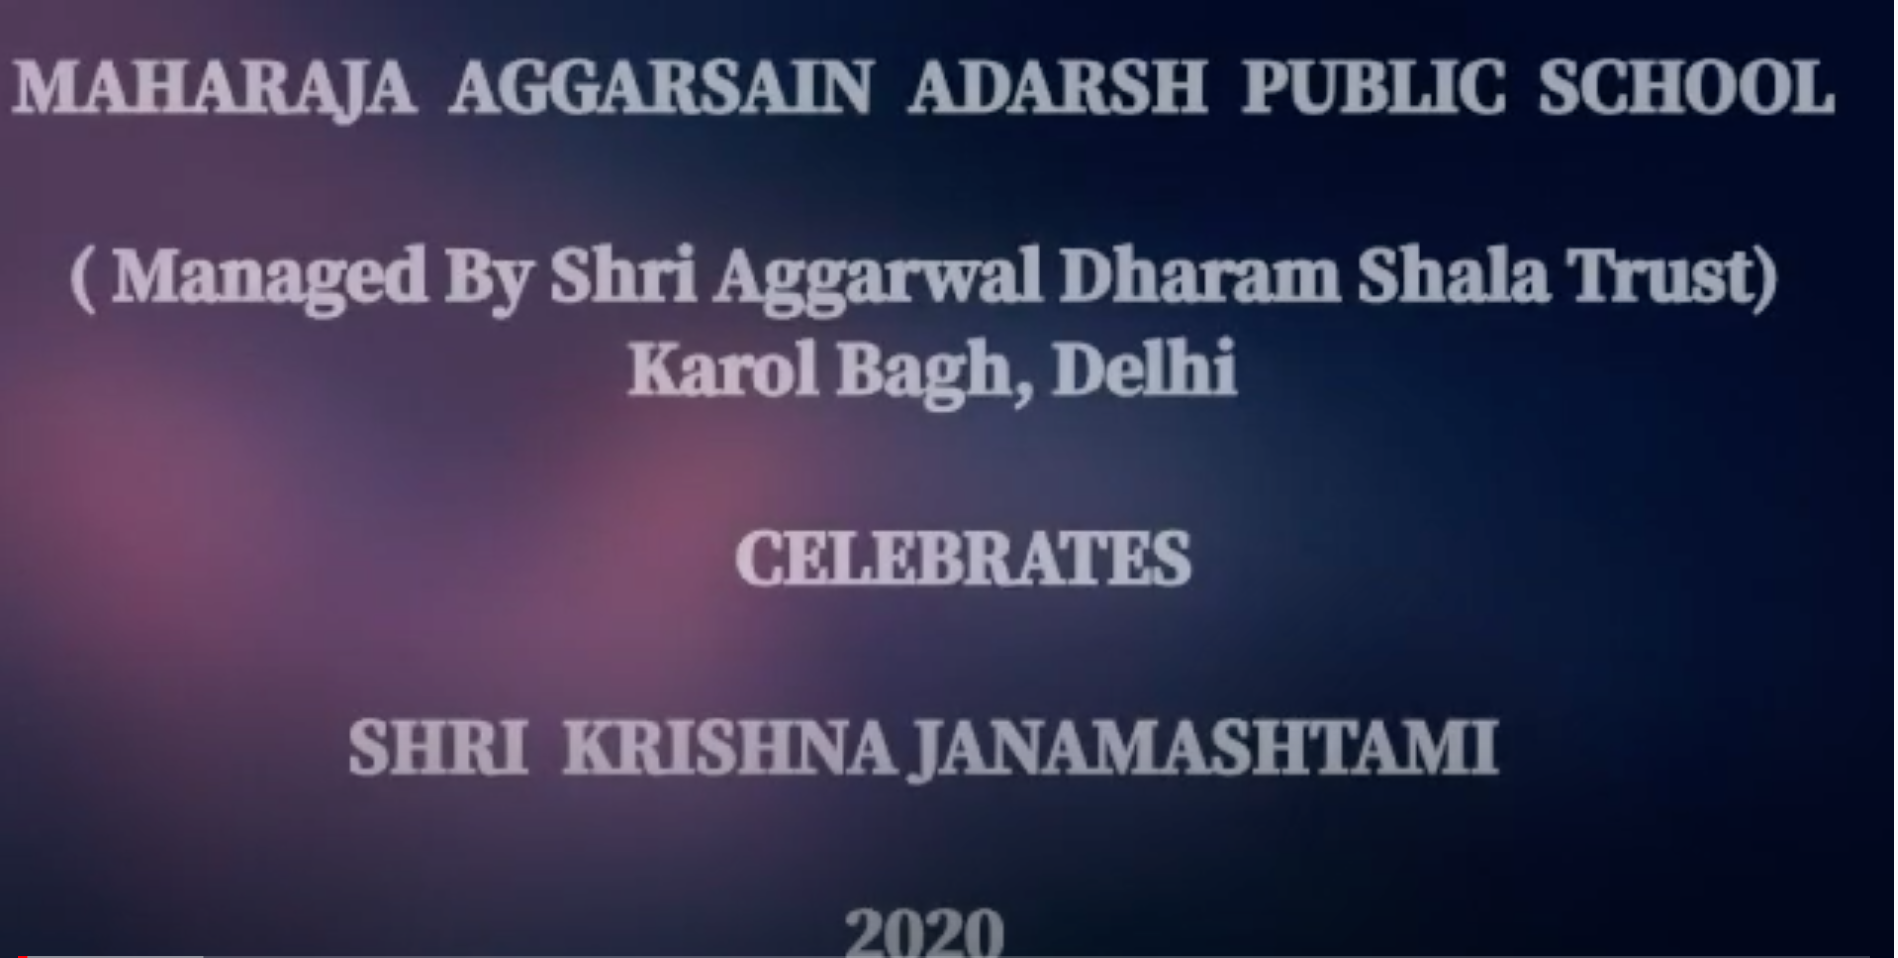 MAHARAJA AGGARSAIN ADARSH PUBLIC SCHOOL
( Managed By Shri Aggarwal Dharam Shala Trust)
Karol Bagh, Delhi
CELEBRATES
SHRI KRISHNA JANAMASHTAMI
2020